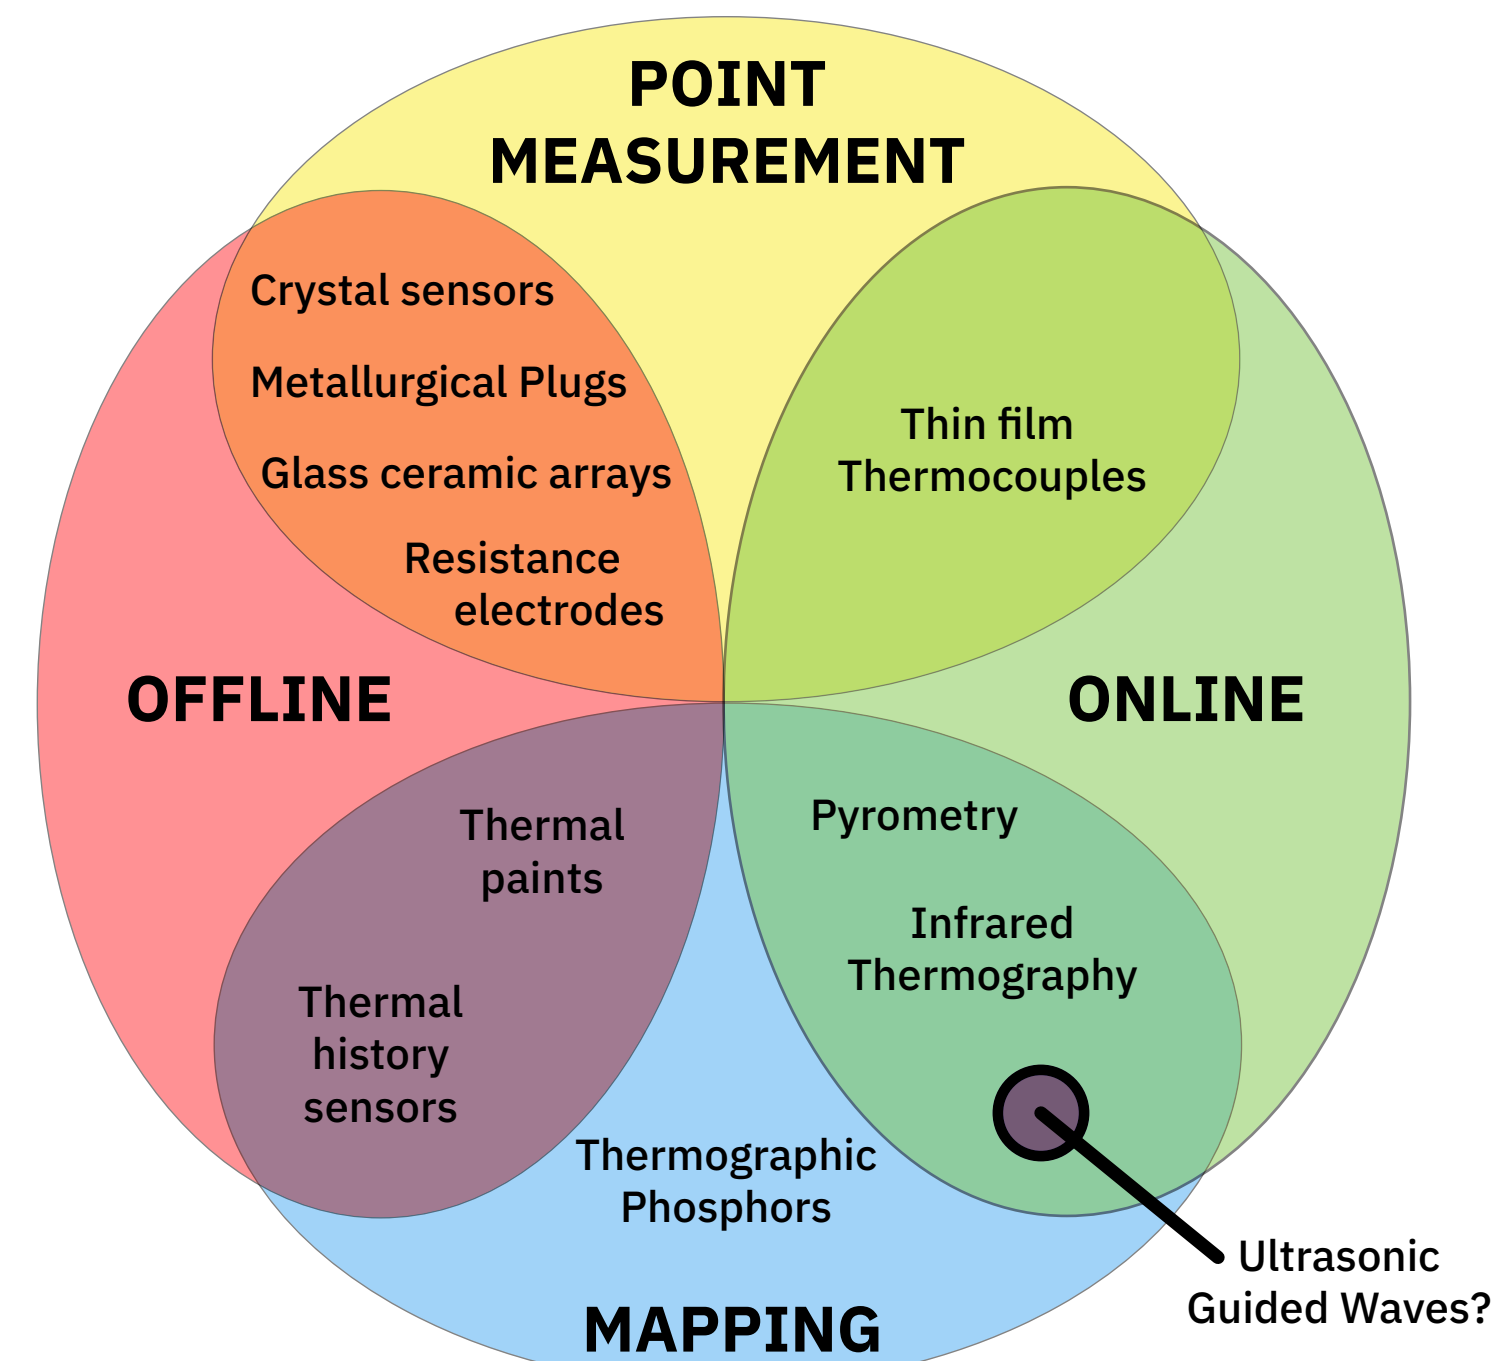 POINT
MEASUREMENT
Crystal sensors
Metallurgical Plugs
Glass ceramic arrays
Resistance
electrodes
Thin film
Thermocouples
OFFLINE
ONLINE
Thermal
paints
Thermal
history
sensors
Pyrometry
Infrared
Thermography
Thermographic
Phosphors
Ultrasonic
Guided Waves?
MAPPING